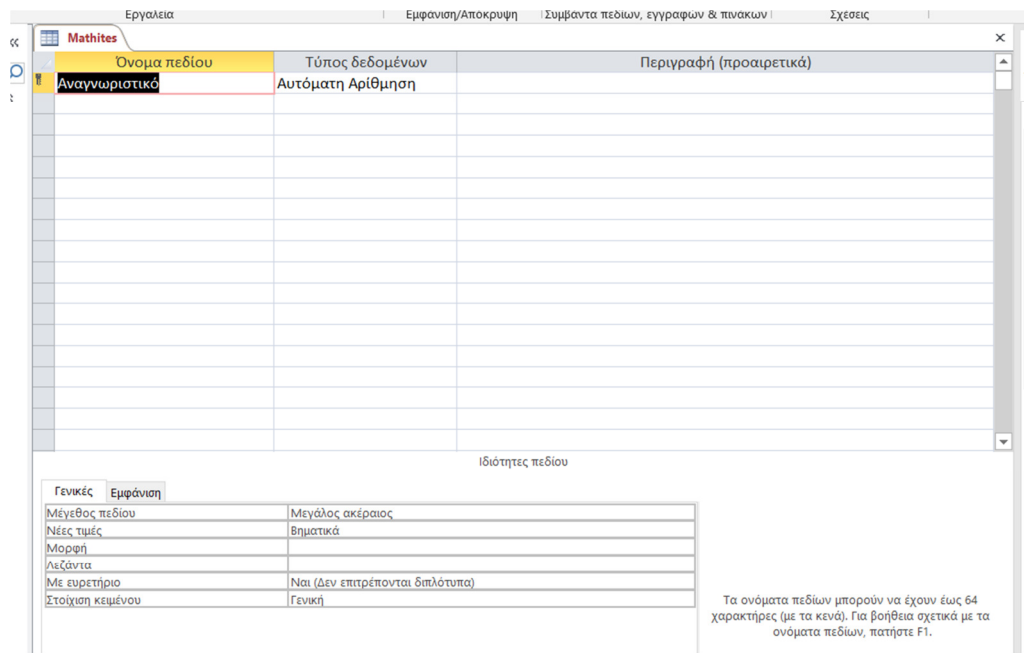 Εργαλεία Εμφάνιση/Απόκρυψη Συμβάντα πεδίων, εγγραφών & πινάκων Σχέσεις
Mathites
Όνομα πεδίου Τύπος δεδομένων Περιγραφή (προαιρετικά)
Αναγνωριστικό Αυτόματη Αρίθμηση
Ιδιότητες πεδίου
Γενικές Εμφάνιση
Μέγεθος πεδίου Μεγάλος ακέραιος
Νέες τιμές Βηματικά
Μορφή
Λεζάντα
Με ευρετήριο Ναι (Δεν επιτρέπονται διπλότυπα)
Στοίχιση κειμένου Γενική
Τα ονόματα πεδίων μπορούν να έχουν έως 64
χαρακτήρες (με τα κενά). Για βοήθεια σχετικά με τα
ονόματα πεδίων, πατήστε F1.